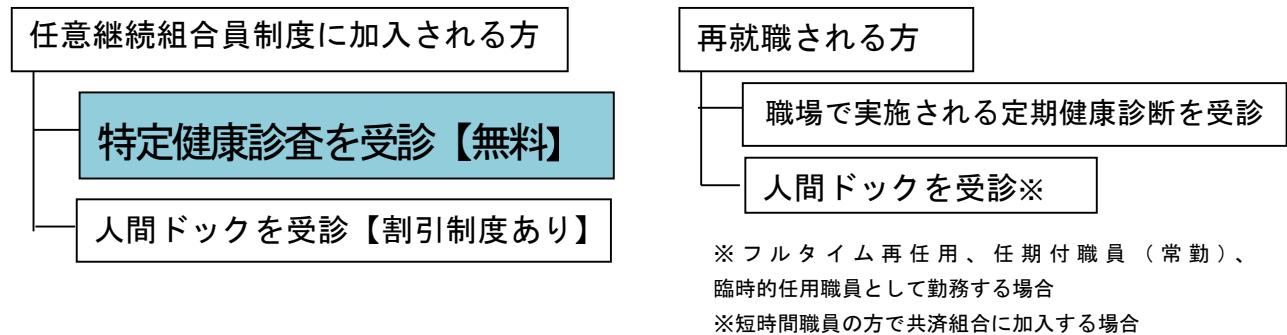 任意継続組合員制度に加入される方
特定健康診査を受診【無料】
人間ドックを受診【割引制度あり】
再就職される方
職場で実施される定期健康診断を受診
人間ドックを受診※
※フルタイム再任用、任期付職員（常勤）、
臨時的任用職員として勤務する場合
※短時間職員の方で共済組合に加入する場合